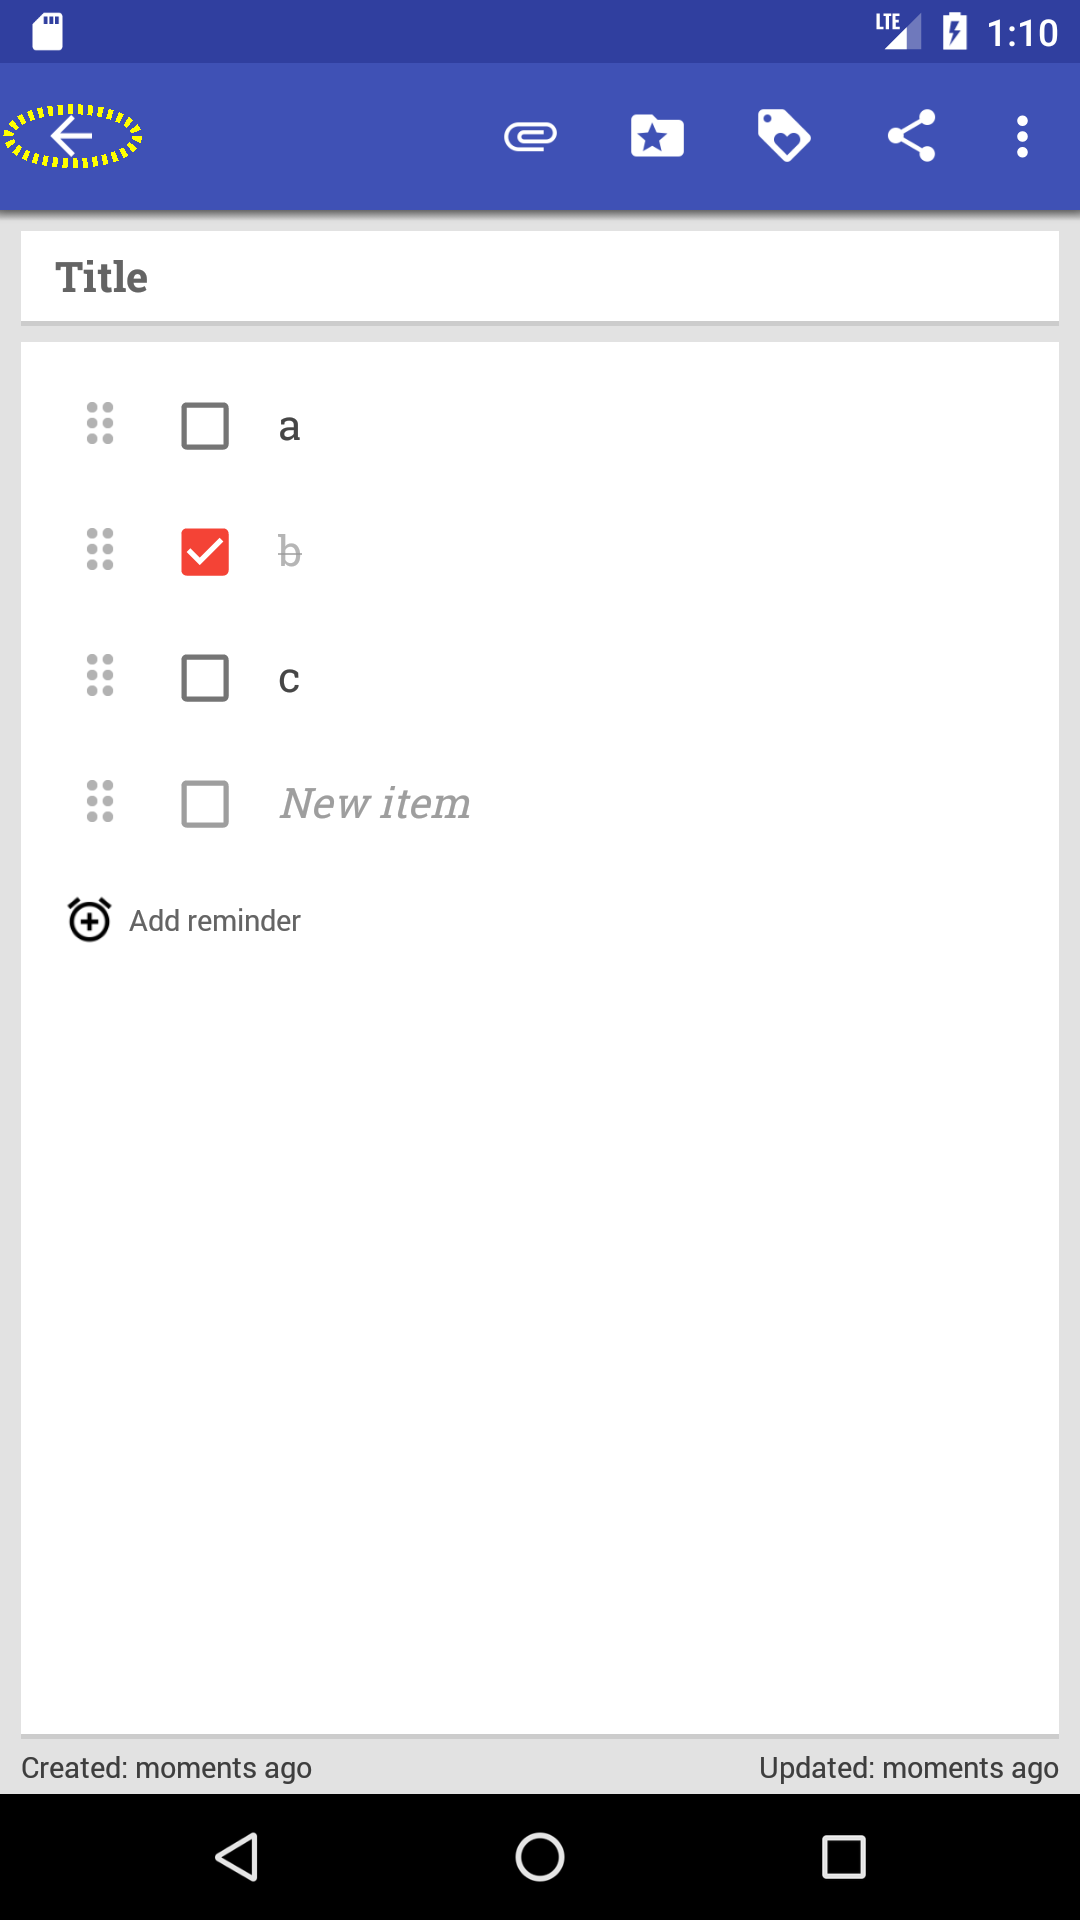 LTE 1:10
Title
a
b
c
New item
Add reminder
Created: moments ago Updated: moments ago